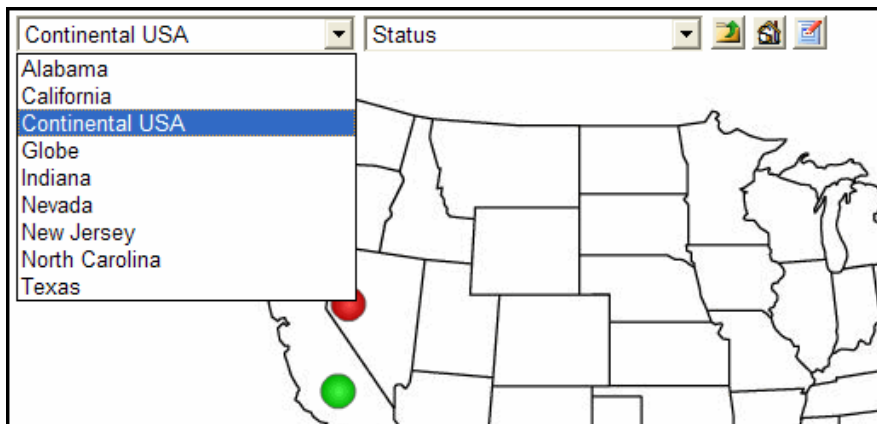 Continental USA
Status
Alabama
California
Continental USA
Globe
Indiana
Nevada
New Jersey
North Carolina
Texas